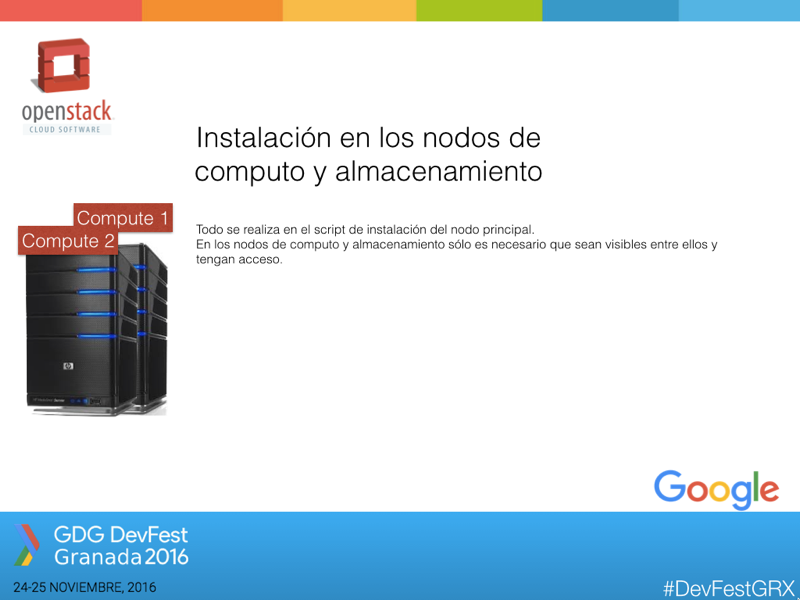 openstack
CLOUD SOFTWARE
Instalación en los nodos de
computo y almacenamiento
Compute 1
Compute 2
Todo se realiza en el script de instalación del nodo principal.
En los nodos de computo y almacenamiento sólo es necesario que sean visibles entre ellos y
tengan acceso.
hp
Google
GDG DevFest
Granada2016
24-25 NOVIEMBRE, 2016
#DevFestGRX